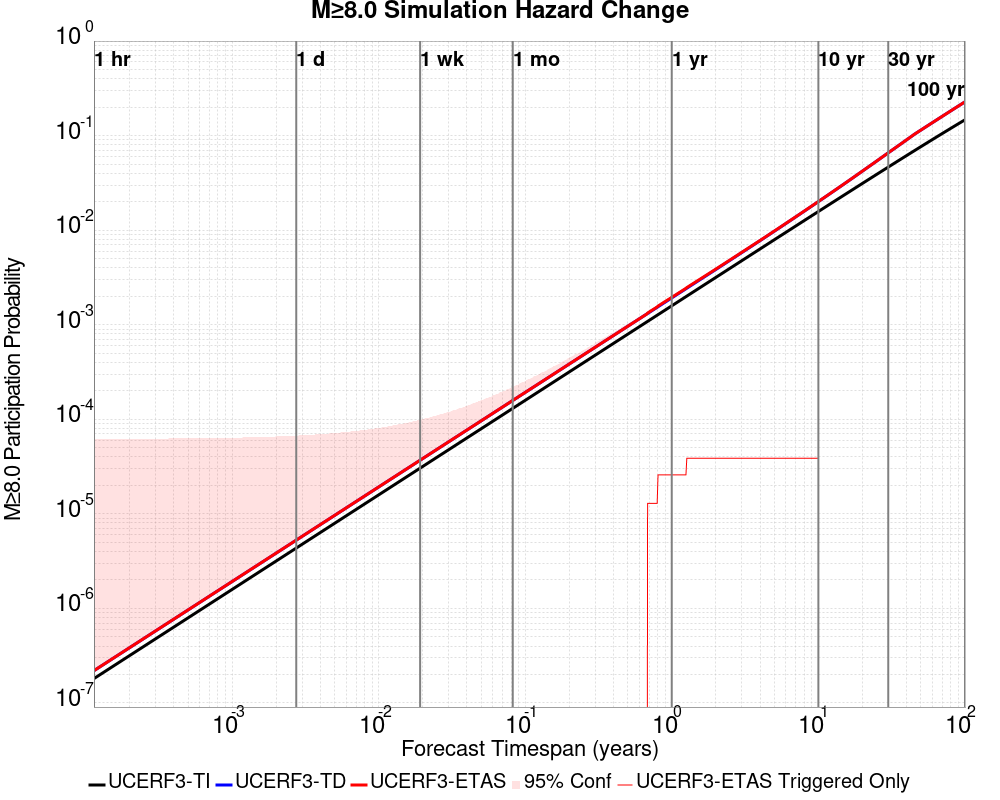 M≥8.0 Simulation Hazard Change
10^0
10^-1
10^-2
10^-3
10^-4
10^-5
10^-6
10^-7
M≥8.0 Participation Probability
1 hr 1 d 1 wk 1 mo 1 yr 10 yr 30 yr
100 yr
10^-3 10^-2 10^-1 10^0 10^1 10^2
Forecast Timespan (years)
UCERF3-TI UCERF3-TD UCERF3-ETAS 95% Conf UCERF3-ETAS Triggered Only